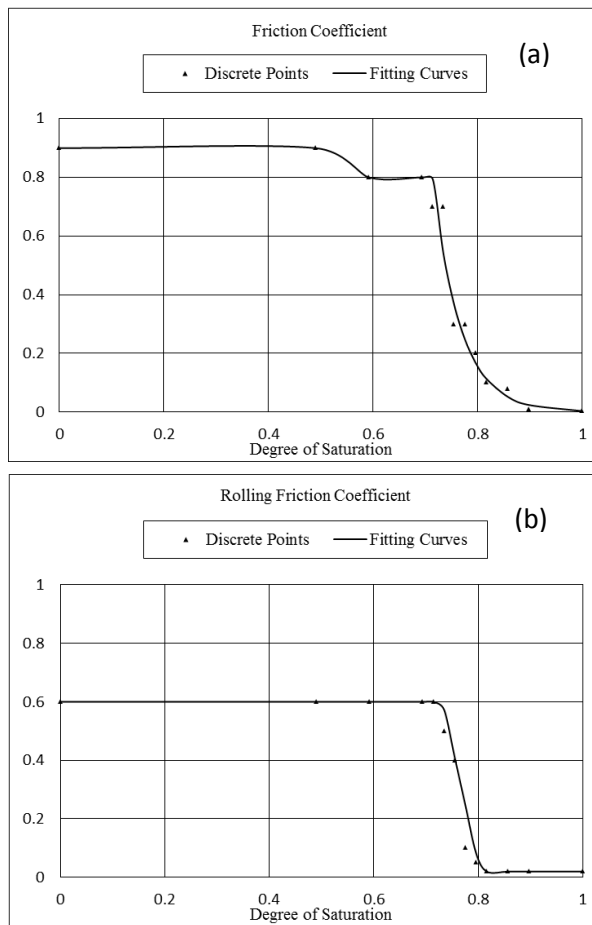 Friction Coefficient
(a)
Discrete Points Fitting Curves
1
0.8
0.6
0.4
0.2
0
0 0.2 0.4 0.6 0.8 1
Degree of Saturation
Rolling Friction Coefficient
(b)
Discrete Points Fitting Curves
1
0.8
0.6
0.4
0.2
0
0 0.2 0.4 0.6 0.8 1
Degree of Saturation